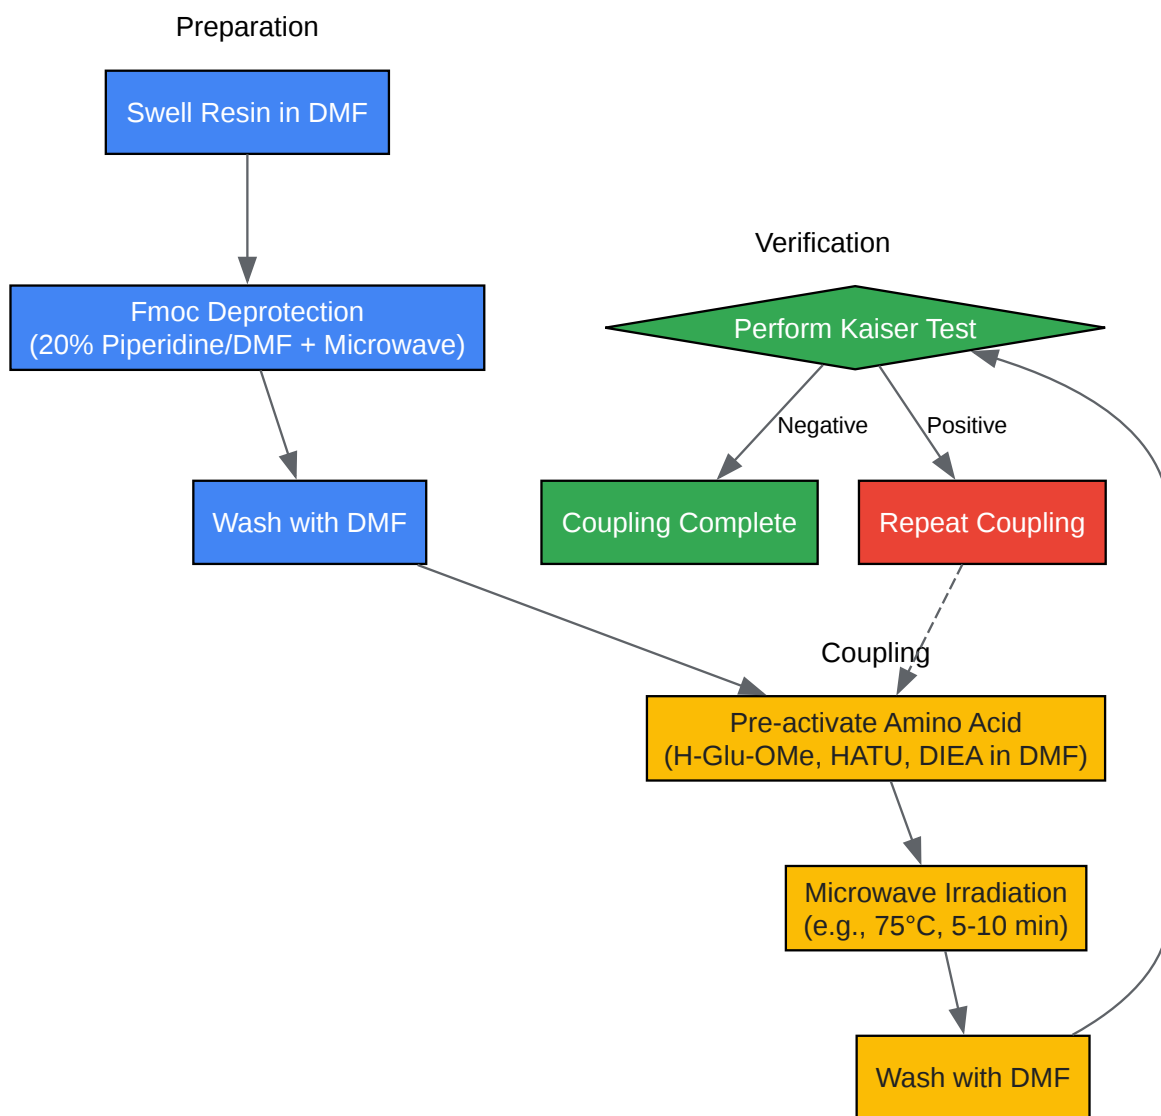 Preparation
Swell Resin in DMF
Fmoc Deprotection
(20% Piperidine/DMF + Microwave)
Wash with DMF
Verification
Perform Kaiser Test
Negative
Positive
Coupling Complete
Repeat Coupling
Coupling
Pre-activate Amino Acid
(H-Glu-OMe, HATU, DIEA in DMF)
Microwave Irradiation
(e.g., 75°C, 5-10 min)
Wash with DMF